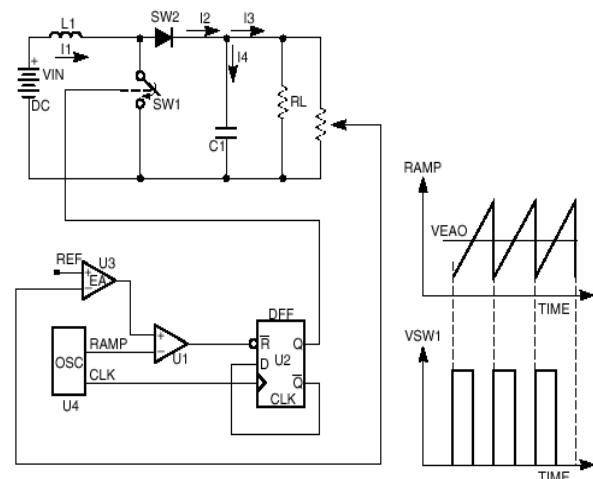 SW2
L1
I1
I2
I3
I4
+
VIN
DC
SW1
C1
RL
REF
U3
+
EA
−
OSC
RAMP
CLK
U4
+
−
U1
DFF
R̅
Q
D
U2
Q̅
CLK
RAMP
VEAO
TIME
VSW1
TIME